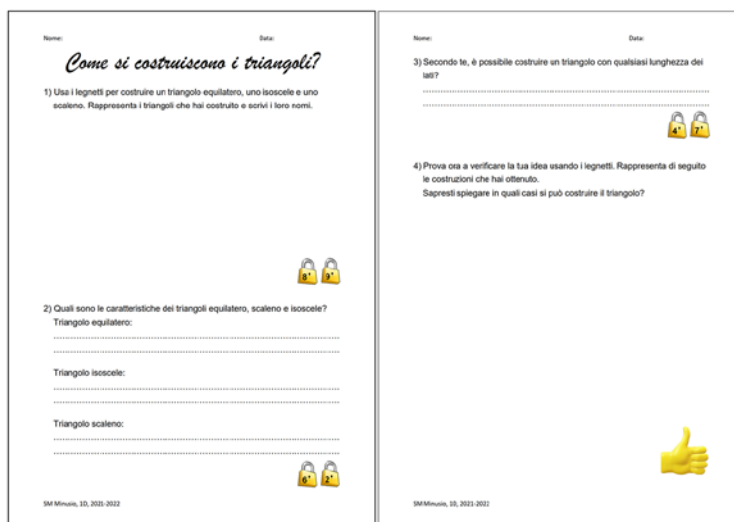 Nome: Data:
Come si costruiscono i triangoli?
1) Usa i legnetti per costruire un triangolo equilatero, uno isoscele e uno
scaleno. Rappresenta i triangoli che hai costruito e scrivi i loro nomi.
8* 9*
2) Quali sono le caratteristiche dei triangoli equilatero, scaleno e isoscele?
Triangolo equilatero:
Triangolo isoscele:
Triangolo scaleno:
6* 2*
SM Minusio, 1D, 2021-2022
Nome: Data:
3) Secondo te, è possibile costruire un triangolo con qualsiasi lunghezza dei
lati?
4* 7*
4) Prova ora a verificare la tua idea usando i legnetti. Rappresenta di seguito
le costruzioni che hai ottenuto.
Sapresti spiegare in quali casi si può costruire il triangolo?
SM Minusio, 1D, 2021-2022